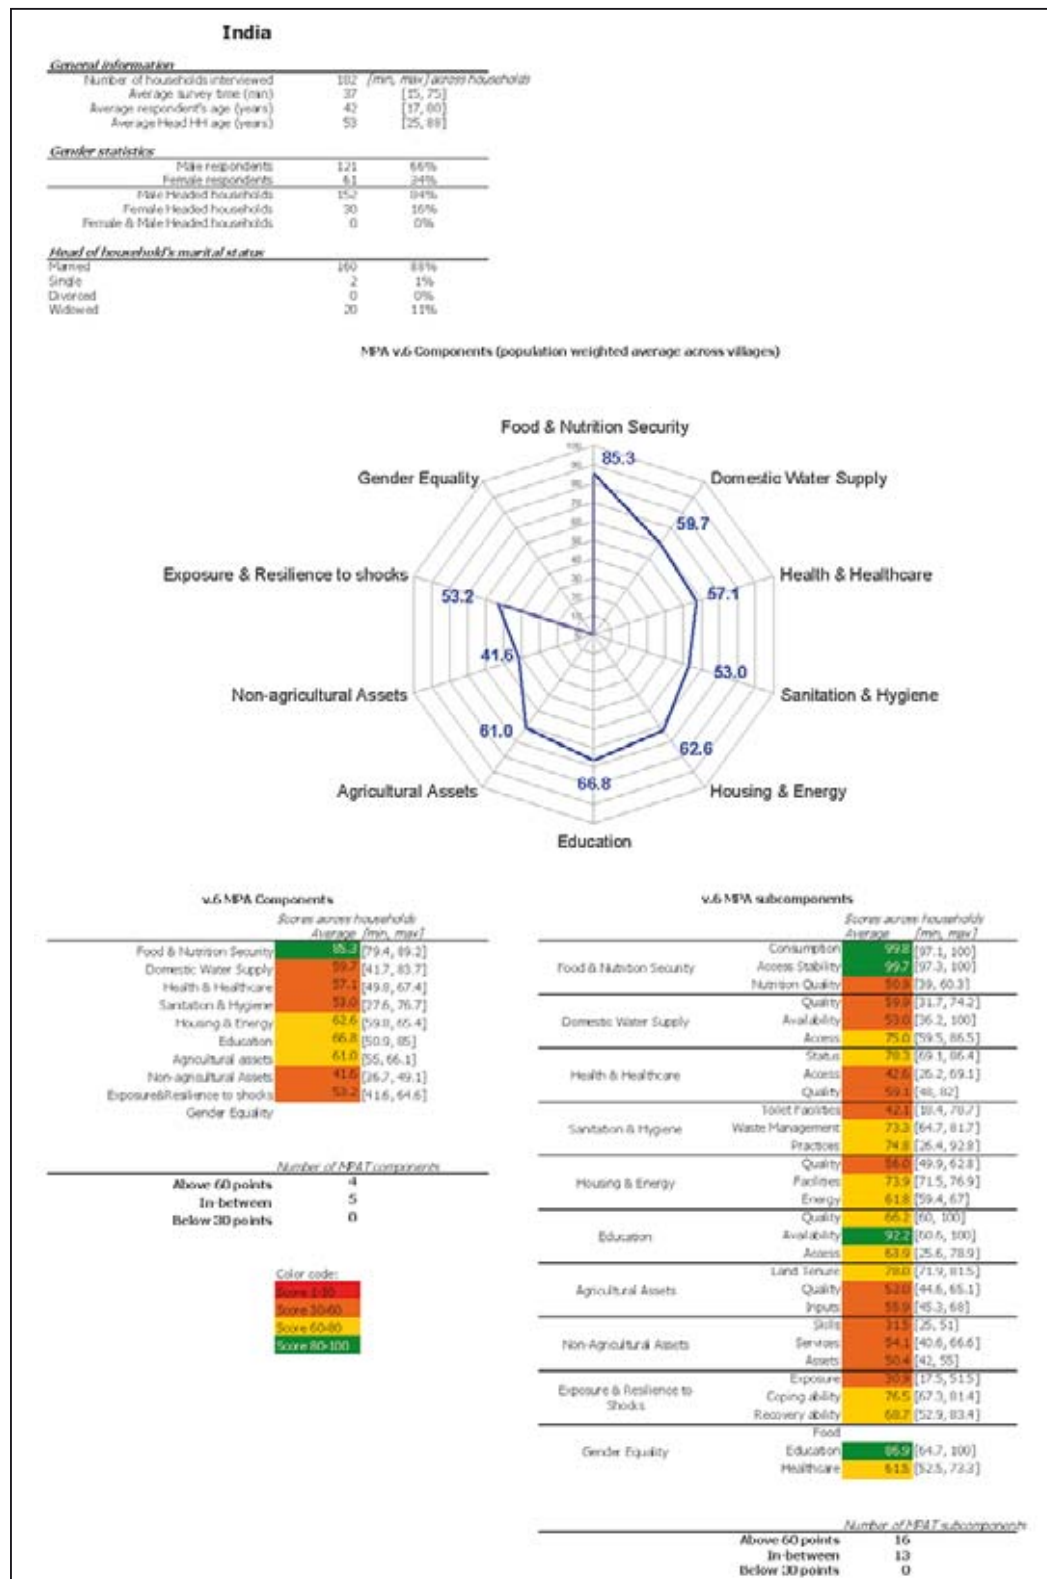 India
General information
Number of households interviewed 182 [min, max] across households
Average survey time (min) 37 [15, 75]
Average respondent's age (years) 42 [17, 80]
Average Head HH age (years) 53 [25, 88]
Gender statistics
Male respondents 121 66%
Female respondents 61 34%
Male Headed households 152 84%
Female Headed households 30 16%
Female & Male Headed households 0 0%
Head of household's marital status
Married 160 88%
Single 2 1%
Divorced 0 0%
Widowed 20 11%
MPA v.6 Components (population weighted average across villages)
Food & Nutrition Security
100
85.3
90
Gender Equality
Domestic Water Supply
80
70
59.7
60
50
40
Exposure & Resilience to shocks
Health & Healthcare
53.2
57.1
30
20
10
0
41.6
53.0
Non-agricultural Assets
Sanitation & Hygiene
61.0
62.6
66.8
Agricultural Assets
Housing & Energy
Education
v.6 MPA Components
Scores across households
Average [min, max]
Food & Nutrition Security 85.3 [79.4, 89.2]
Domestic Water Supply 59.7 [41.7, 83.7]
Health & Healthcare 57.1 [49.8, 67.4]
Sanitation & Hygiene 53.0 [27.6, 76.7]
Housing & Energy 62.6 [59.8, 65.4]
Education 66.8 [50.9, 85]
Agricultural assets 61.0 [55, 66.1]
Non-agricultural Assets 41.6 [36.7, 49.1]
Exposure&Resilience to shocks 53.2 [41.6, 64.6]
Gender Equality
Number of MPAT components
Above 60 points 4
In-between 5
Below 30 points 0
Color code:
Score 1-30
Score 30-60
Score 60-80
Score 80-100
v.6 MPA subcomponents
Scores across households
Average [min, max]
Consumption 99.8 [97.1, 100]
Food & Nutrition Security Access Stability 99.7 [97.3, 100]
Nutrition Quality [39, 60.3]
Quality 59.9 [31.7, 74.2]
Domestic Water Supply Availability 53.0 [36.2, 100]
Access 75.0 [59.5, 86.5]
Status 78.3 [69.1, 86.4]
Health & Healthcare Access 42.6 [26.2, 69.1]
Quality 59.1 [48, 82]
Toilet Facilities 42.1 [18.4, 78.7]
Sanitation & Hygiene Waste Management 73.3 [64.7, 81.7]
Practices 74.8 [26.4, 92.8]
Quality 56.0 [49.9, 62.8]
Housing & Energy Facilities 73.9 [71.5, 76.9]
Energy 61.8 [59.4, 67]
Quality 66.2 [60, 100]
Education Availability 92.2 [60.6, 100]
Access 63.9 [25.6, 78.9]
Land Tenure 78.0 [71.9, 81.5]
Agricultural Assets Quality 52.0 [44.6, 65.1]
Inputs 55.9 [45.3, 68]
Skills 31.5 [25, 51]
Non-Agricultural Assets Services 54.1 [40.6, 66.6]
Assets 50.4 [42, 55]
Exposure 30.9 [17.5, 51.5]
Exposure & Resilience to Coping ability 76.5 [67.3, 81.4]
Shocks
Recovery ability 68.7 [52.9, 83.4]
Food
Gender Equality Education 86.9 [64.7, 100]
Healthcare 61.5 [52.5, 73.3]
Number of MPAT subcomponents
Above 60 points 16
In-between 13
Below 30 points 0